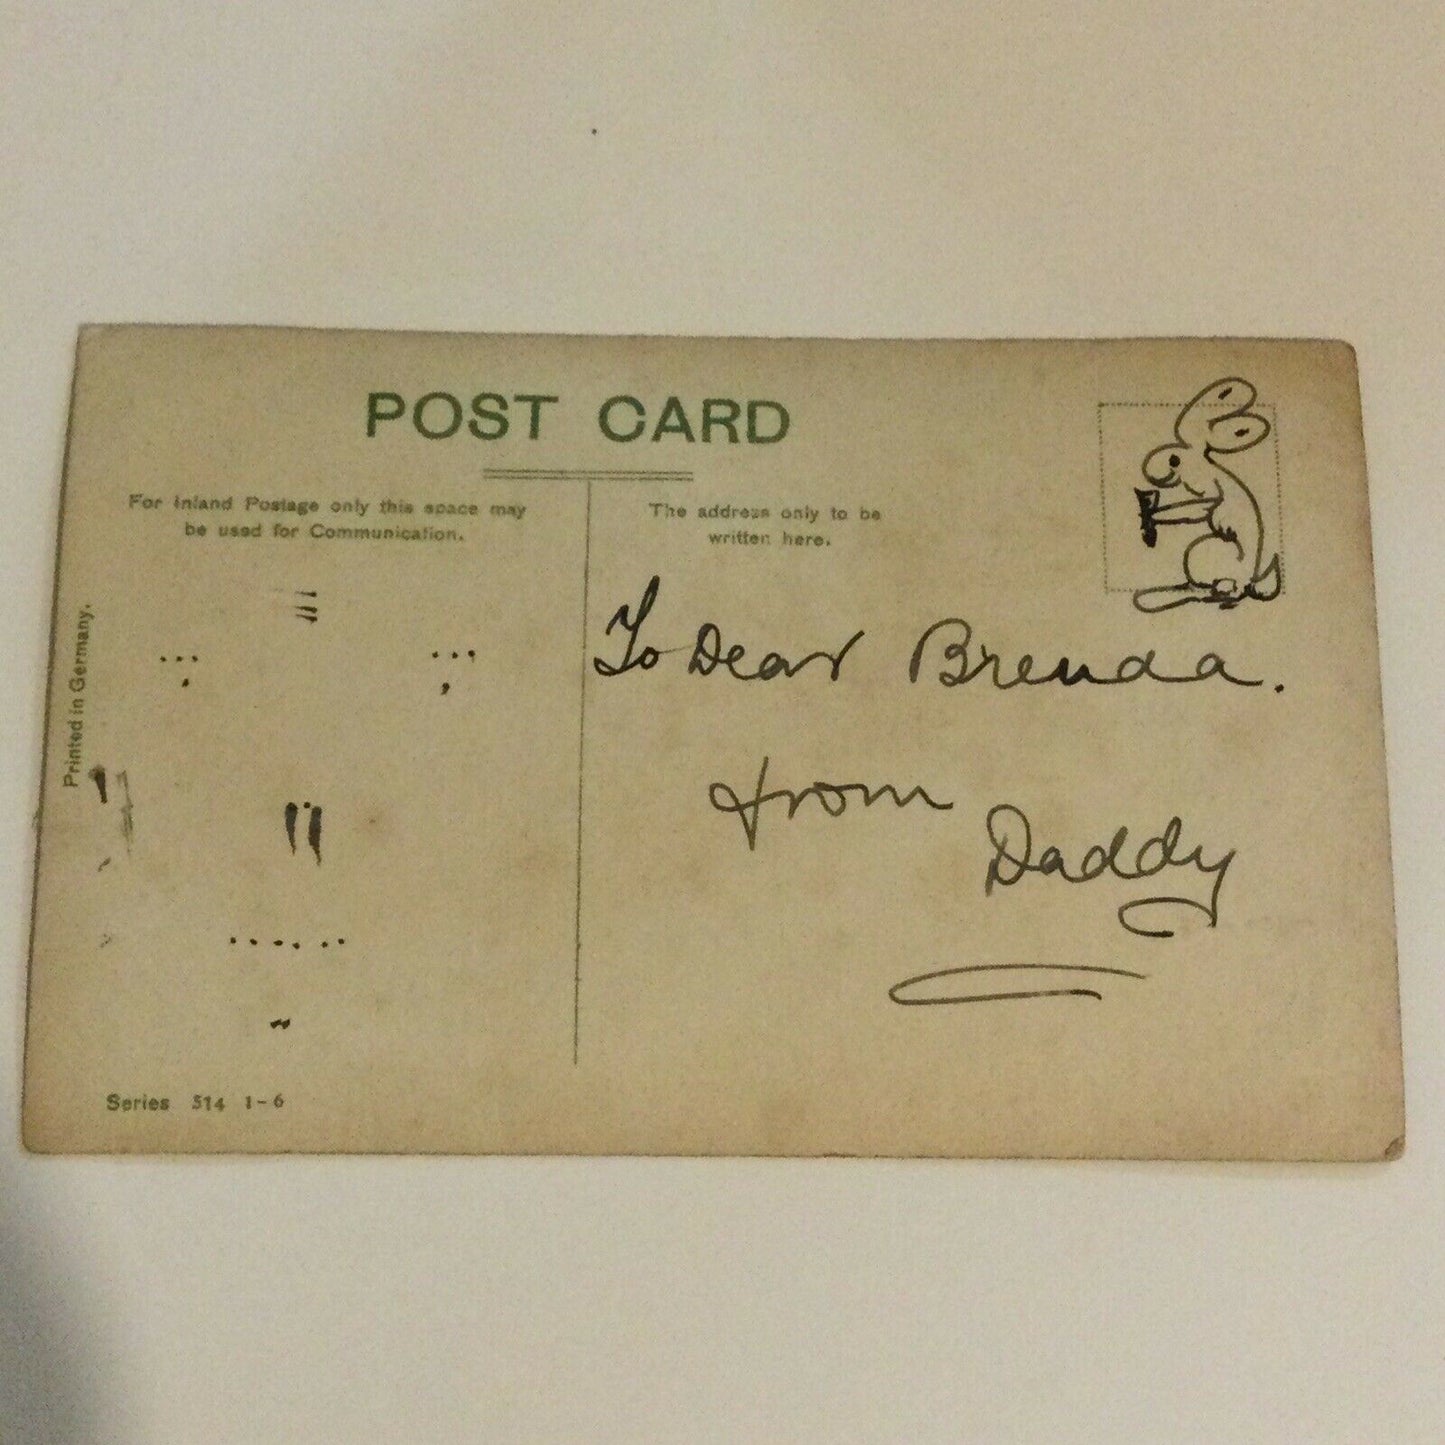 POST CARD
For Inland Postage only this space may
be used for Communication.
The address only to be
written here.
Printed in Germany.
To Dear Brenda.
from
Daddy
Series 514 1-6